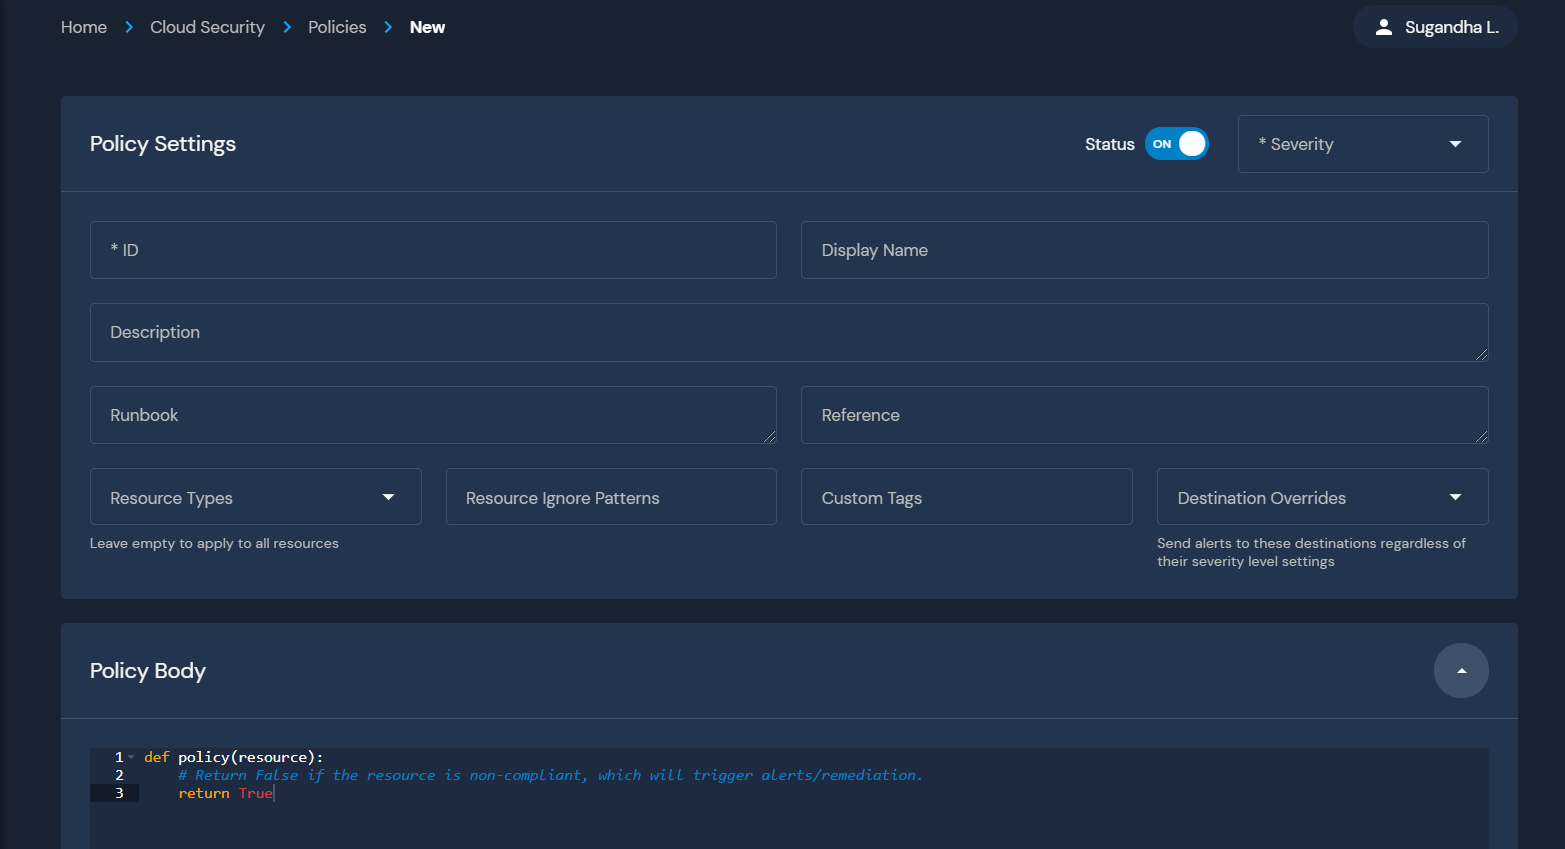 Home > Cloud Security > Policies > New
Sugandha L.
Policy Settings
Status ON
* Severity
* ID
Display Name
Description
Runbook
Reference
Resource Types
Resource Ignore Patterns
Custom Tags
Destination Overrides
Leave empty to apply to all resources
Send alerts to these destinations regardless of
their severity level settings
Policy Body
1 def policy(resource):
2     # Return False if the resource is non-compliant, which will trigger alerts/remediation.
3     return True